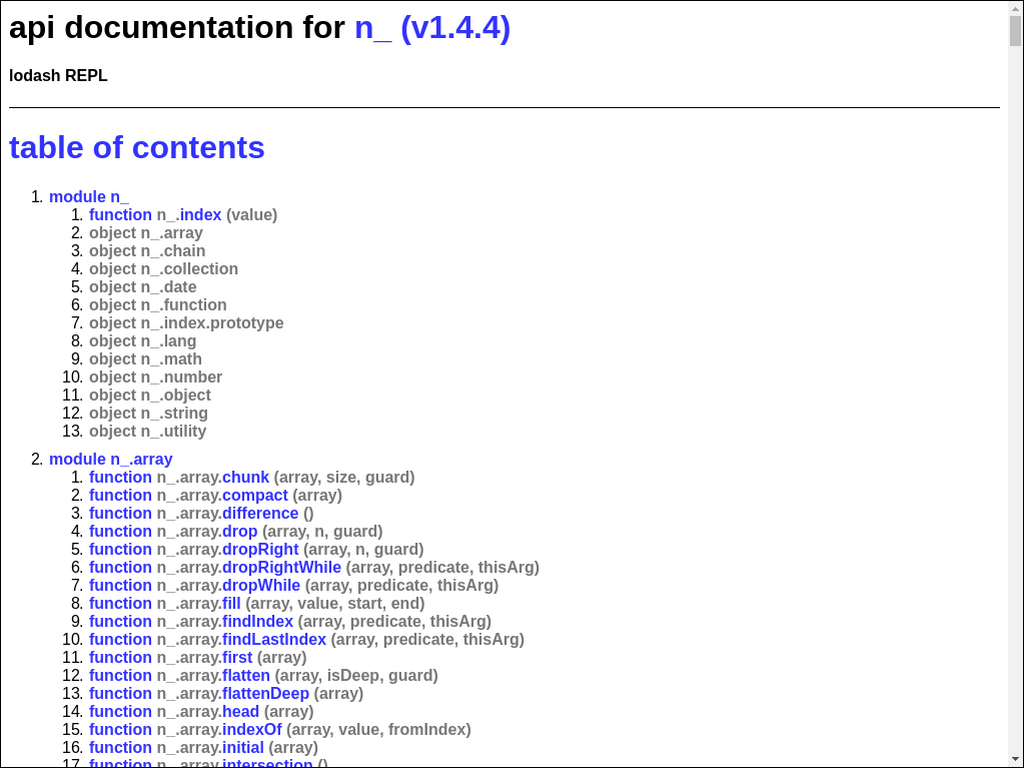 api documentation for n_ (v1.4.4)
lodash REPL
table of contents
1. module n_
1. function n_.index (value)
2. object n_.array
3. object n_.chain
4. object n_.collection
5. object n_.date
6. object n_.function
7. object n_.index.prototype
8. object n_.lang
9. object n_.math
10. object n_.number
11. object n_.object
12. object n_.string
13. object n_.utility
2. module n_.array
1. function n_.array.chunk (array, size, guard)
2. function n_.array.compact (array)
3. function n_.array.difference ()
4. function n_.array.drop (array, n, guard)
5. function n_.array.dropRight (array, n, guard)
6. function n_.array.dropRightWhile (array, predicate, thisArg)
7. function n_.array.dropWhile (array, predicate, thisArg)
8. function n_.array.fill (array, value, start, end)
9. function n_.array.findIndex (array, predicate, thisArg)
10. function n_.array.findLastIndex (array, predicate, thisArg)
11. function n_.array.first (array)
12. function n_.array.flatten (array, isDeep, guard)
13. function n_.array.flattenDeep (array)
14. function n_.array.head (array)
15. function n_.array.indexOf (array, value, fromIndex)
16. function n_.array.initial (array)
17. function n_.array.intersection ()